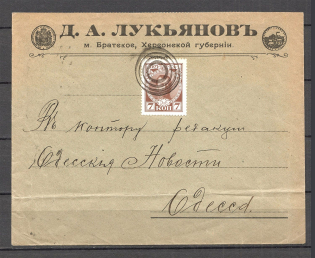 Д. А. ЛУКЬЯНОВЪ
м. Братское, Херсонской губерніи.
7 КОП 7
Въ контору редакціи
Одесскія Новости
Одесса.